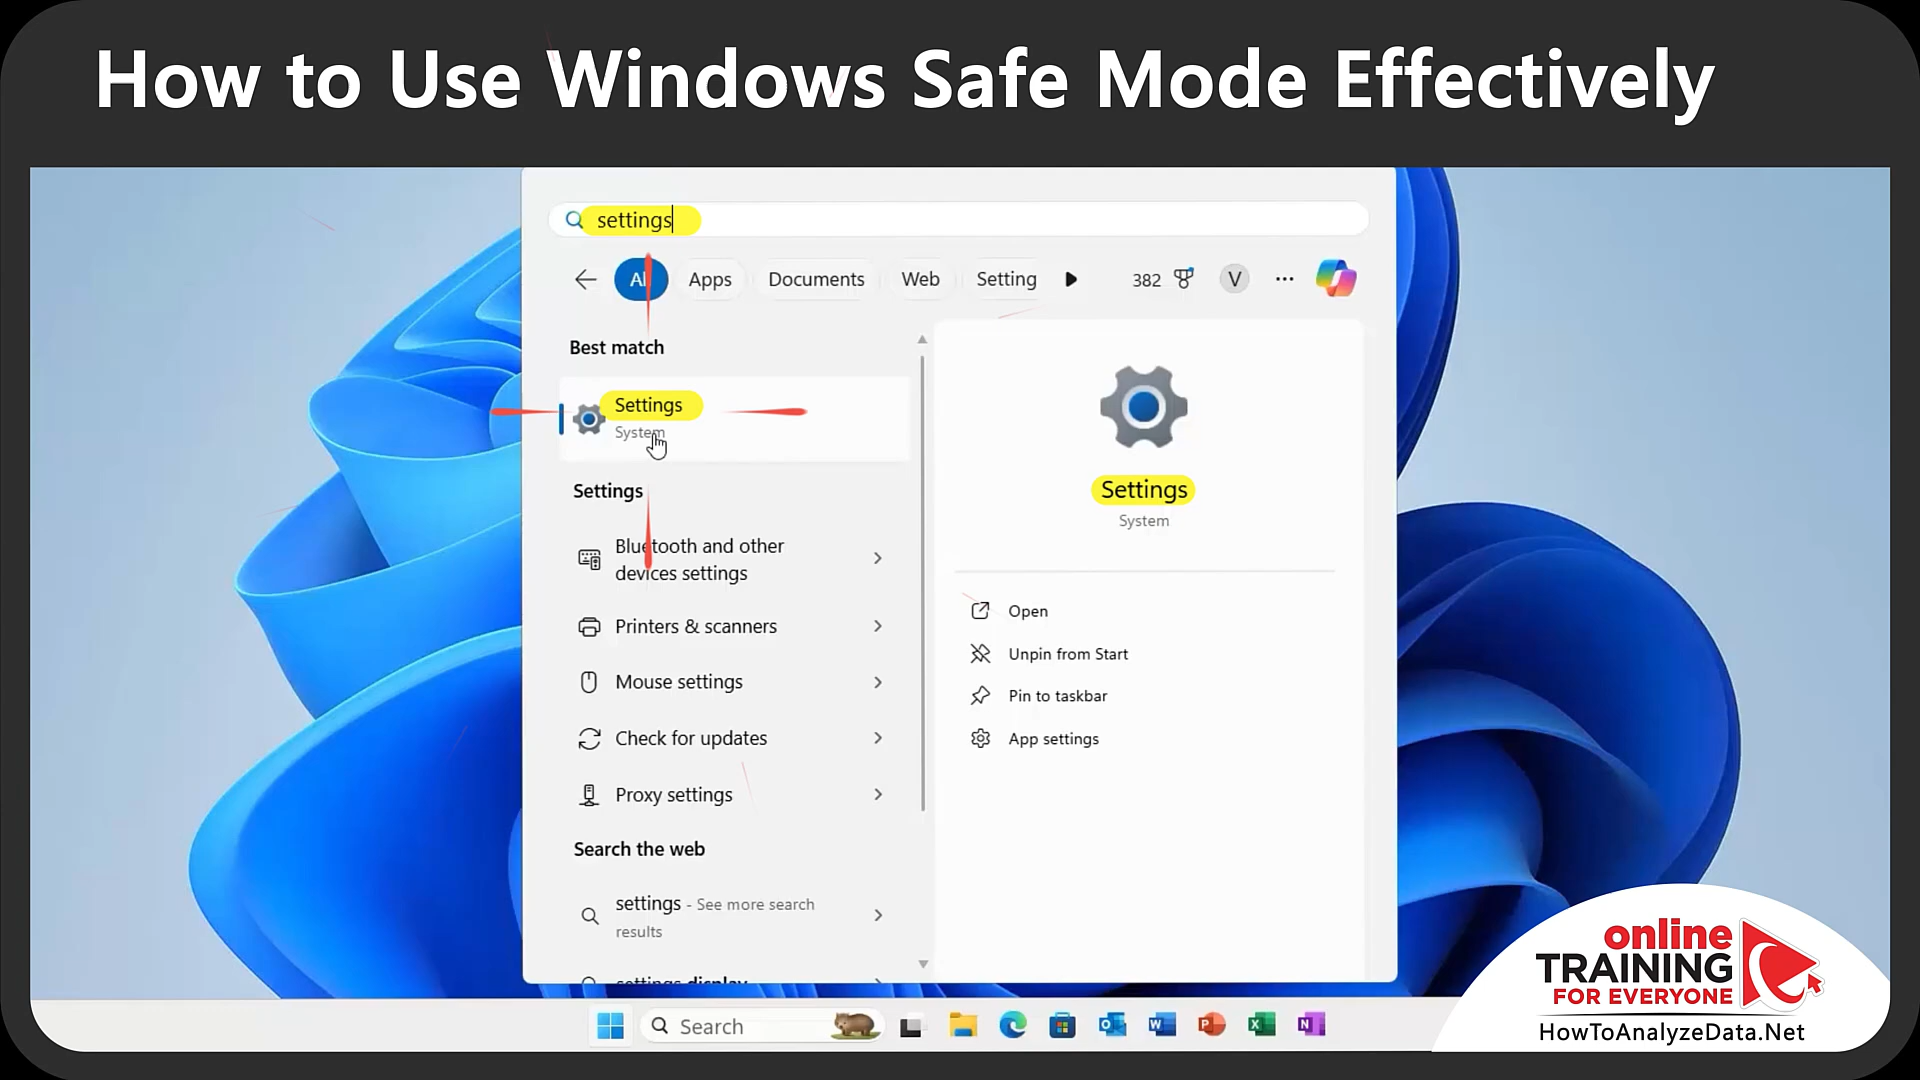 How to Use Windows Safe Mode Effectively
settings
All Apps Documents Web Setting 382 V
Best match
Settings
System
Settings
Bluetooth and other
devices settings
Printers & scanners
Mouse settings
Check for updates
Proxy settings
Search the web
settings - See more search
results
settings display
Settings
System
Open
Unpin from Start
Pin to taskbar
App settings
Search
online
TRAINING
FOR EVERYONE
HowToAnalyzeData.Net